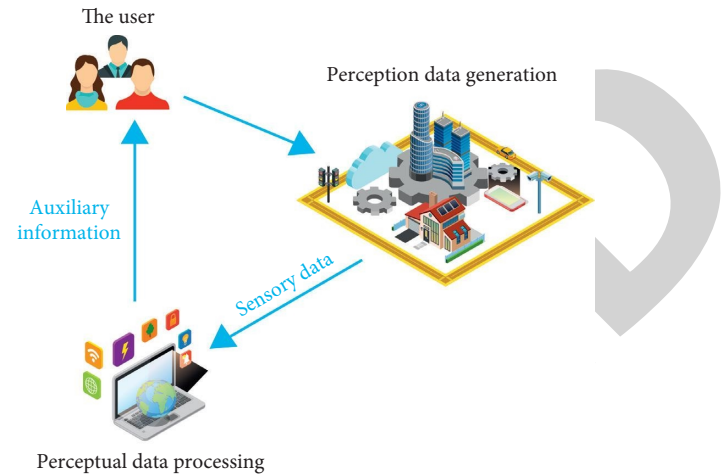 The user
Perception data generation
Auxiliary
information
Sensory data
Perceptual data processing